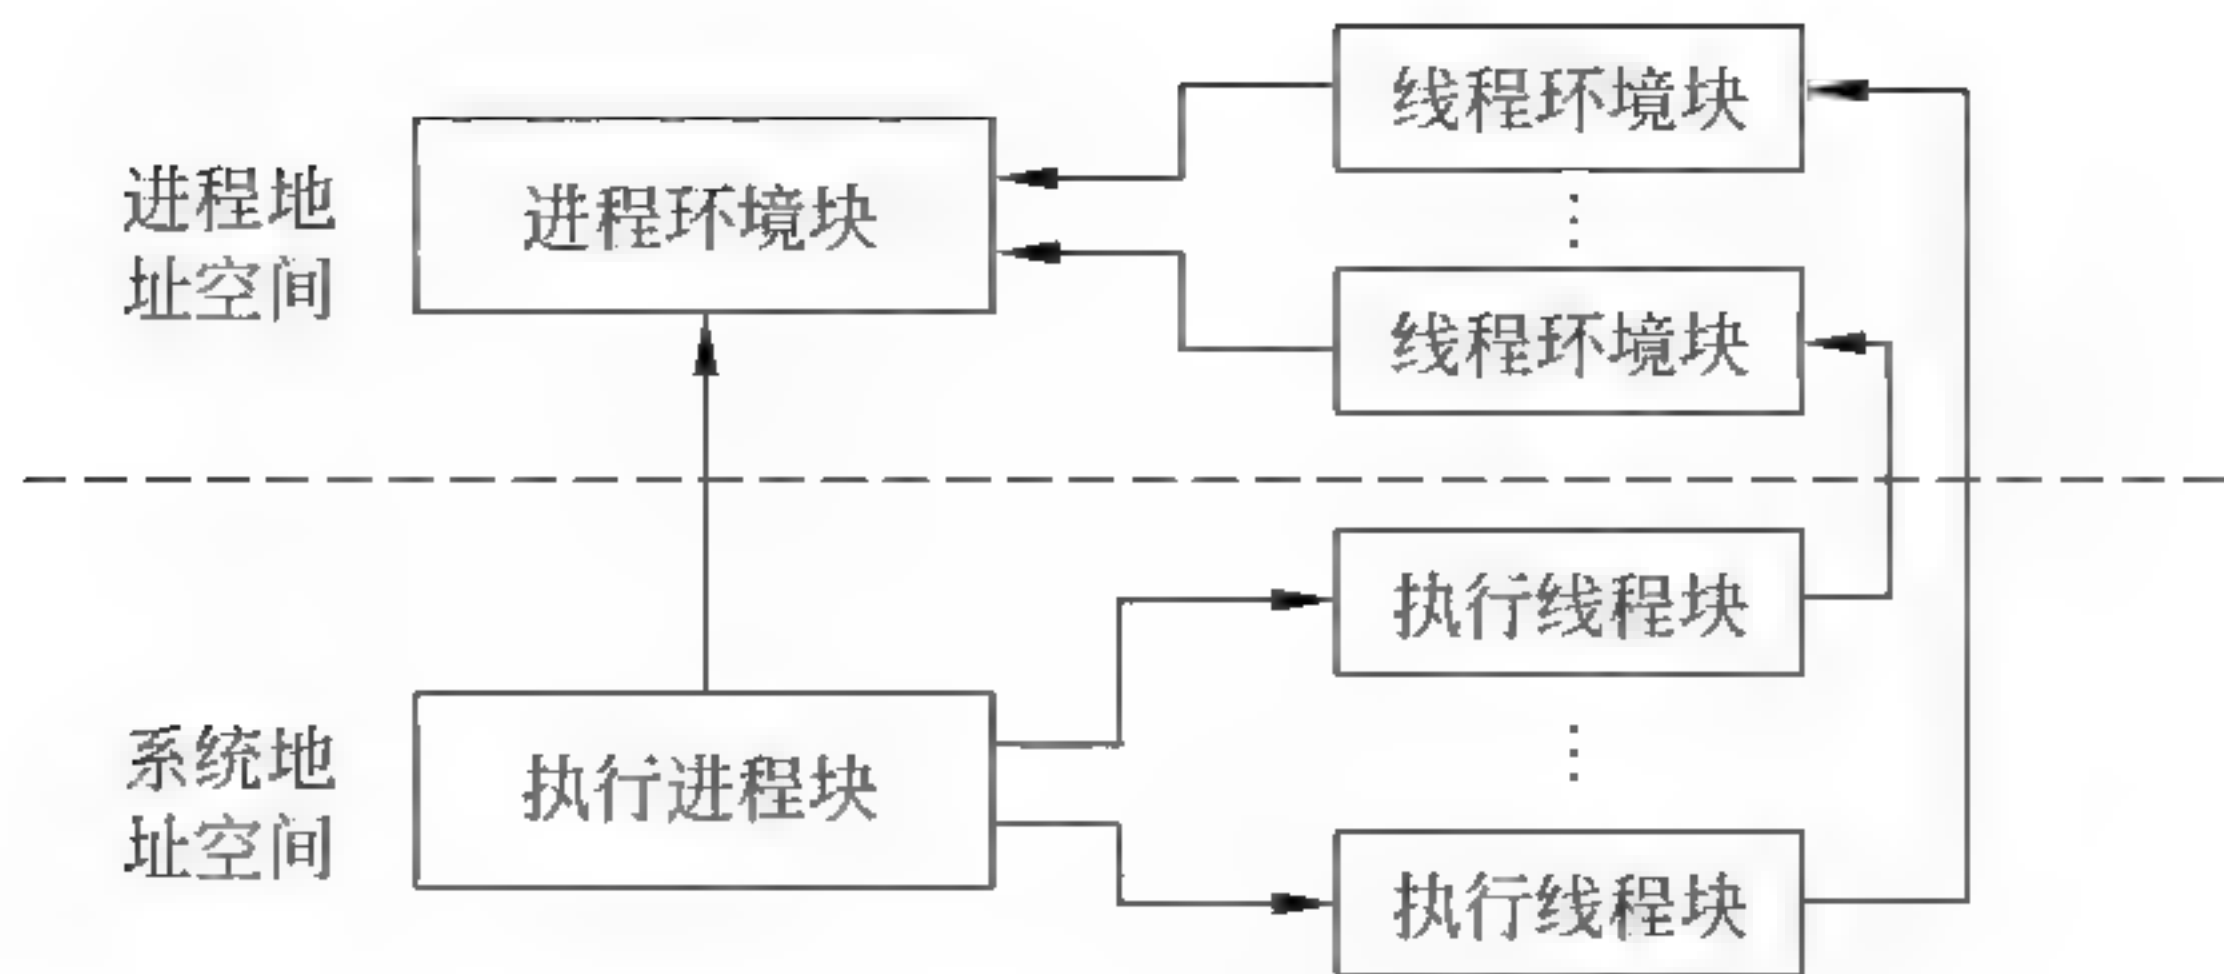 线程环境块
进程地
址空间
进程环境块
⋮
线程环境块
执行线程块
系统地
址空间
执行进程块
⋮
执行线程块